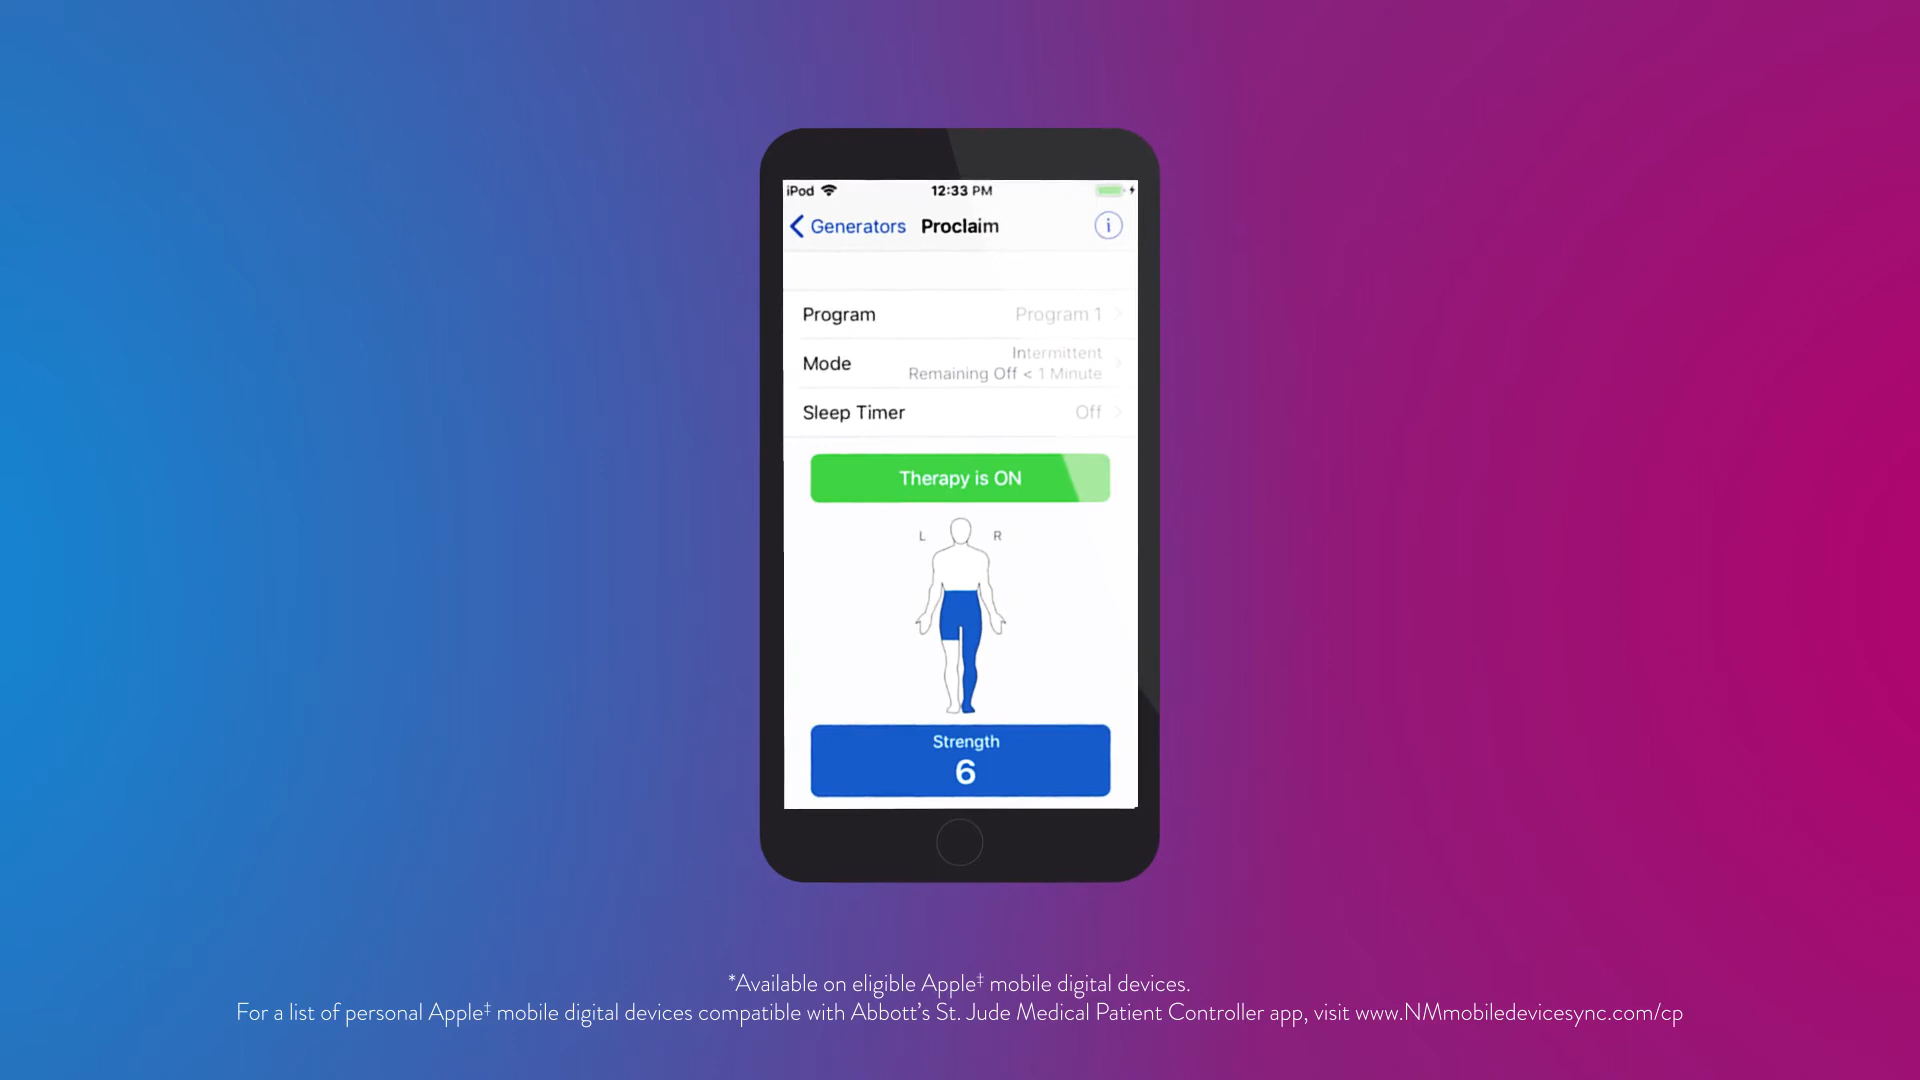 iPod 12:33 PM
Generators Proclaim i
Program Program 1
Mode Intermittent
Remaining Off < 1 Minute
Sleep Timer Off
Therapy is ON
L R
Strength
6
*Available on eligible Apple‡ mobile digital devices.
For a list of personal Apple‡ mobile digital devices compatible with Abbott’s St. Jude Medical Patient Controller app, visit www.NMmobiledevicesync.com/cp